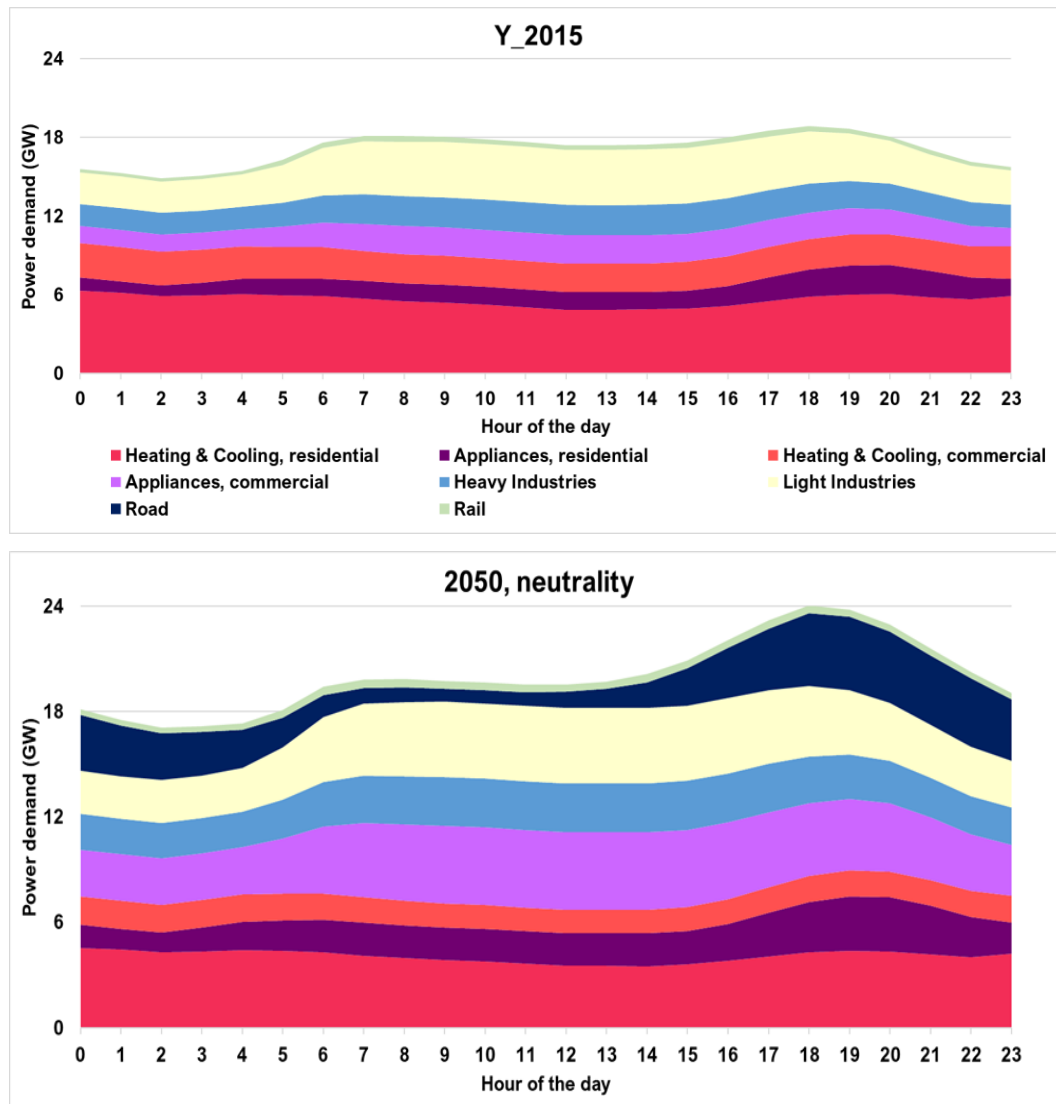 Y_2015
24
18
12
6
0
Power demand (GW)
0 1 2 3 4 5 6 7 8 9 10 11 12 13 14 15 16 17 18 19 20 21 22 23
Hour of the day
Heating & Cooling, residential Appliances, residential Heating & Cooling, commercial
Appliances, commercial Heavy Industries Light Industries
Road Rail
2050, neutrality
24
18
12
6
0
Power demand (GW)
0 1 2 3 4 5 6 7 8 9 10 11 12 13 14 15 16 17 18 19 20 21 22 23
Hour of the day